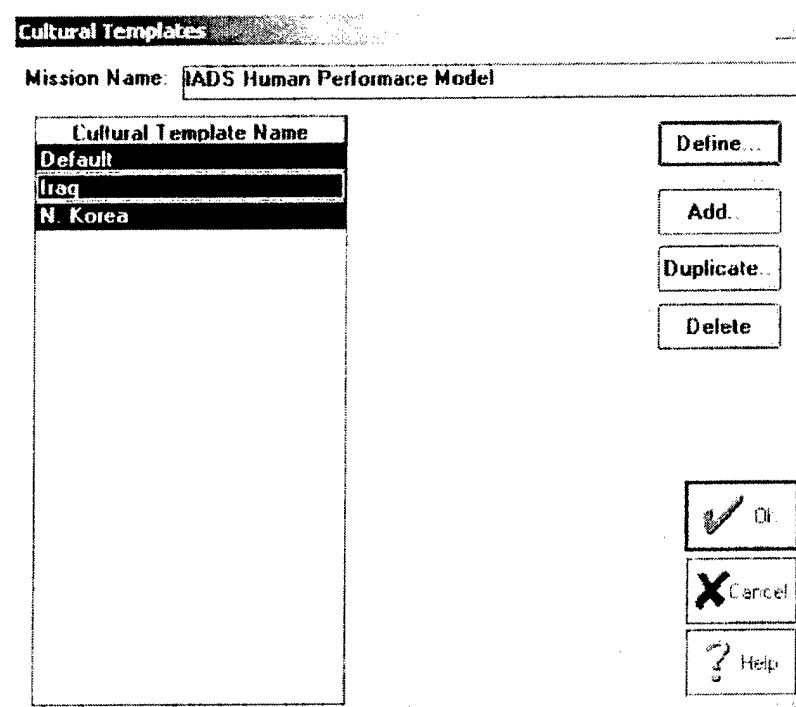 Cultural Templates
Mission Name: IADS Human Performace Model
Cultural Template Name
Default
Iraq
N. Korea
Define...
Add..
Duplicate..
Delete
Ok
Cancel
Help